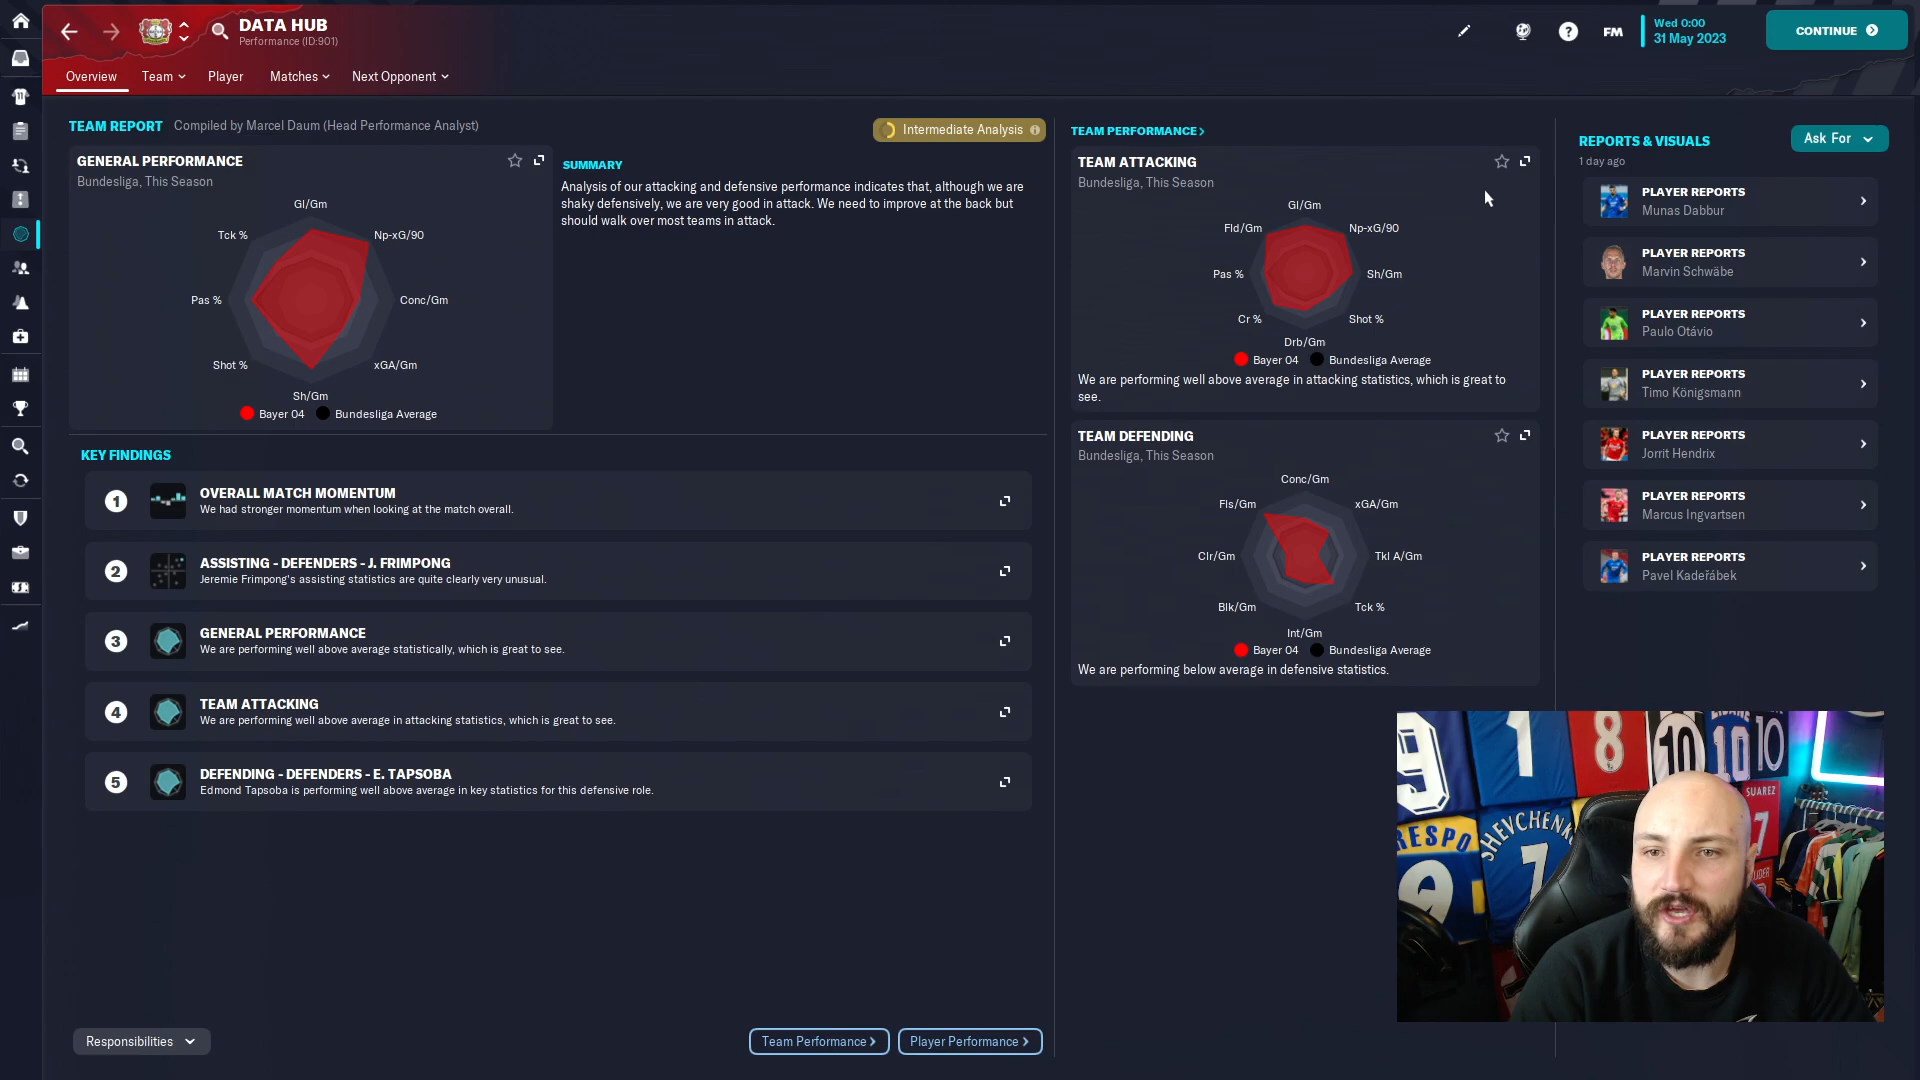 DATA HUB
Performance (ID:901)
FM
Wed 0:00
31 May 2023
CONTINUE
Overview
Team
Player
Matches
Next Opponent
TEAM REPORT
Compiled by Marcel Daum (Head Performance Analyst)
Intermediate Analysis
GENERAL PERFORMANCE
Bundesliga, This Season
Gl/Gm
Np-xG/90
Conc/Gm
xGA/Gm
Sh/Gm
Shot %
Pas %
Tck %
Bayer 04
Bundesliga Average
SUMMARY
Analysis of our attacking and defensive performance indicates that, although we are
shaky defensively, we are very good in attack. We need to improve at the back but
should walk over most teams in attack.
KEY FINDINGS
1
OVERALL MATCH MOMENTUM
We had stronger momentum when looking at the match overall.
2
ASSISTING - DEFENDERS - J. FRIMPONG
Jeremie Frimpong's assisting statistics are quite clearly very unusual.
3
GENERAL PERFORMANCE
We are performing well above average statistically, which is great to see.
4
TEAM ATTACKING
We are performing well above average in attacking statistics, which is great to see.
5
DEFENDING - DEFENDERS - E. TAPSOBA
Edmond Tapsoba is performing well above average in key statistics for this defensive role.
Responsibilities
Team Performance
Player Performance
TEAM PERFORMANCE
TEAM ATTACKING
Bundesliga, This Season
Gl/Gm
Np-xG/90
Sh/Gm
Shot %
Drb/Gm
Cr %
Pas %
Fld/Gm
Bayer 04
Bundesliga Average
We are performing well above average in attacking statistics, which is great to
see.
TEAM DEFENDING
Bundesliga, This Season
Conc/Gm
xGA/Gm
Tkl A/Gm
Tck %
Int/Gm
Blk/Gm
Clr/Gm
Fls/Gm
Bayer 04
Bundesliga Average
We are performing below average in defensive statistics.
REPORTS & VISUALS
1 day ago
Ask For
PLAYER REPORTS
Munas Dabbur
PLAYER REPORTS
Marvin Schwäbe
PLAYER REPORTS
Paulo Otávio
PLAYER REPORTS
Timo Königsmann
PLAYER REPORTS
Jorrit Hendrix
PLAYER REPORTS
Marcus Ingvartsen
PLAYER REPORTS
Pavel Kadeřábek
9
1
8
10
10
10
SUAREZ
7
SHEVCHENK
7